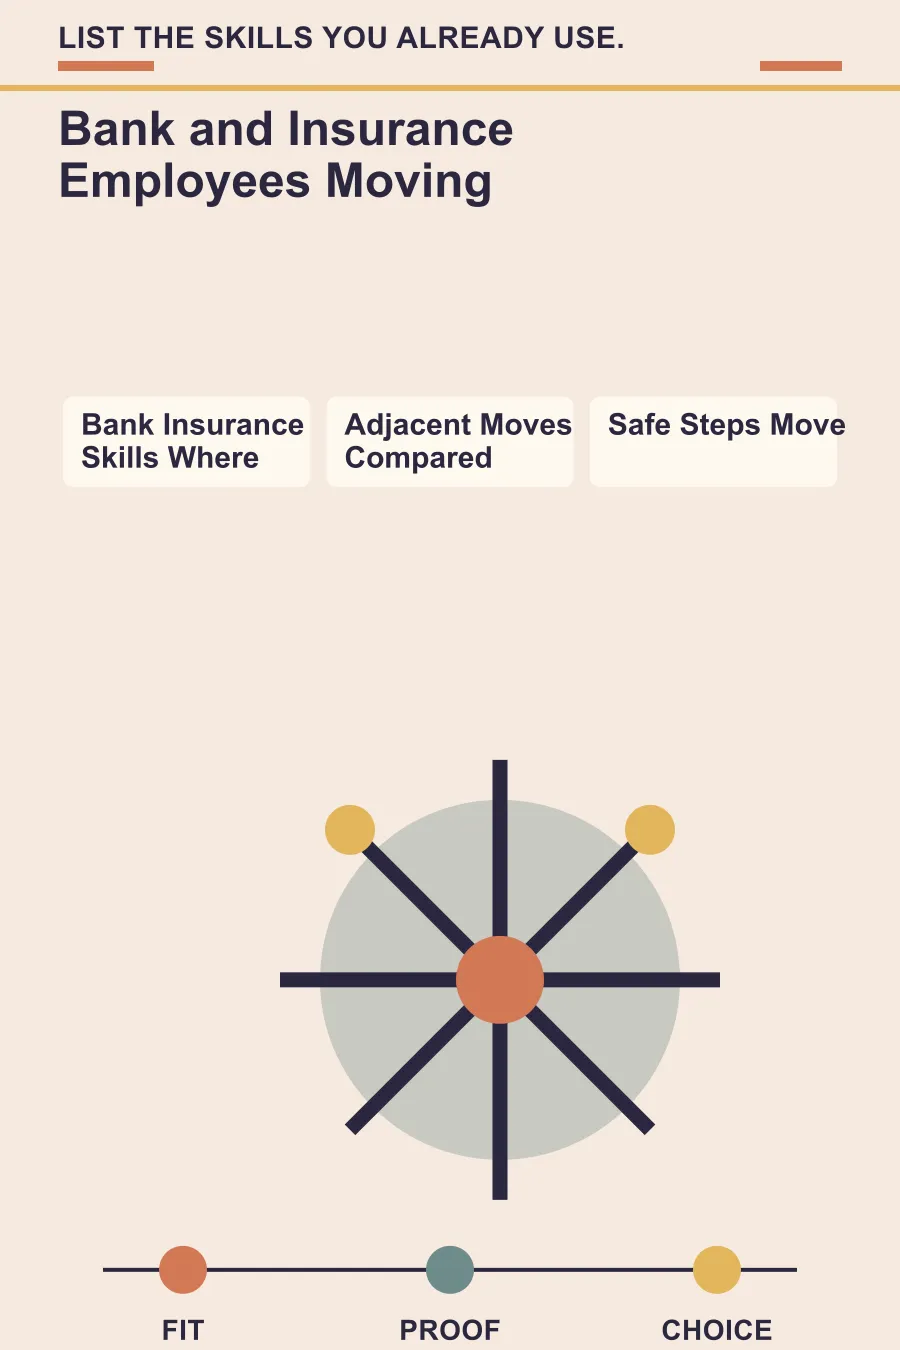 LIST THE SKILLS YOU ALREADY USE.
Bank and Insurance
Employees Moving
Bank Insurance
Skills Where
Adjacent Moves
Compared
Safe Steps Move
FIT
PROOF
CHOICE